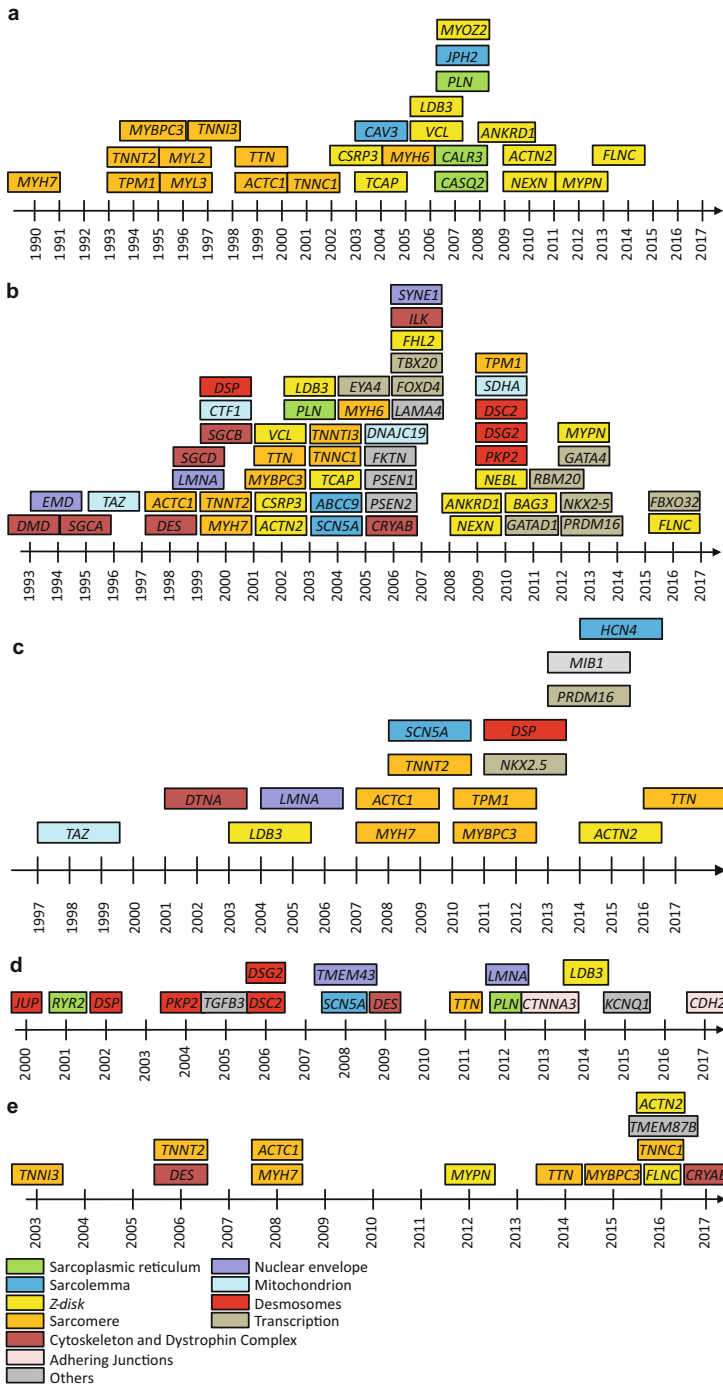 a
MYOZ2
JPH2
PLN
LDB3
MYBPC3 TNNI3 CAV3 VCL ANKRD1
TNNT2 MYL2 TTN CSRP3 MYH6 CALR3 ACTN2 FLNC
MYH7 TPM1 MYL3 ACTC1 TNNC1 TCAP CASQ2 NEXN MYPN
1990 1991 1992 1993 1994 1995 1996 1997 1998 1999 2000 2001 2002 2003 2004 2005 2006 2007 2008 2009 2010 2011 2012 2013 2014 2015 2016 2017
b
SYNE1
ILK
FHL2
TBX20 TPM1
DSP LDB3 EYA4 FOXD4 SDHA
CTF1 PLN MYH6 LAMA4 DSC2
SGCB VCL TNNTI3 DNAJC19 DSG2 MYPN
SGCD TTN TNNC1 FKTN PKP2 GATA4
LMNA MYBPC3 TCAP PSEN1 NEBL RBM20
EMD TAZ ACTC1 TNNT2 CSRP3 ABCC9 PSEN2 ANKRD1 BAG3 NKX2-5 FBXO32
DMD SGCA DES MYH7 ACTN2 SCN5A CRYAB NEXN GATAD1 PRDM16 FLNC
1993 1994 1995 1996 1997 1998 1999 2000 2001 2002 2003 2004 2005 2006 2007 2008 2009 2010 2011 2012 2013 2014 2015 2016 2017
c
HCN4
MIB1
PRDM16
SCN5A DSP
TNNT2 NKX2.5
DTNA LMNA ACTC1 TPM1 TTN
TAZ LDB3 MYH7 MYBPC3 ACTN2
1997 1998 1999 2000 2001 2002 2003 2004 2005 2006 2007 2008 2009 2010 2011 2012 2013 2014 2015 2016 2017
d
DSG2 TMEM43 LMNA LDB3
JUP RYR2 DSP PKP2 TGFB3 DSC2 SCN5A DES TTN PLN CTNNA3 KCNQ1 CDH2
2000 2001 2002 2003 2004 2005 2006 2007 2008 2009 2010 2011 2012 2013 2014 2015 2016 2017
e
ACTN2
TMEM87B
TNNT2 ACTC1 TNNC1
TNNI3 DES MYH7 MYPN TTN MYBPC3 FLNC CRYAB
2003 2004 2005 2006 2007 2008 2009 2010 2011 2012 2013 2014 2015 2016 2017
Sarcoplasmic reticulum
Sarcolemma
Z-disk
Sarcomere
Cytoskeleton and Dystrophin Complex
Adhering Junctions
Others
Nuclear envelope
Mitochondrion
Desmosomes
Transcription